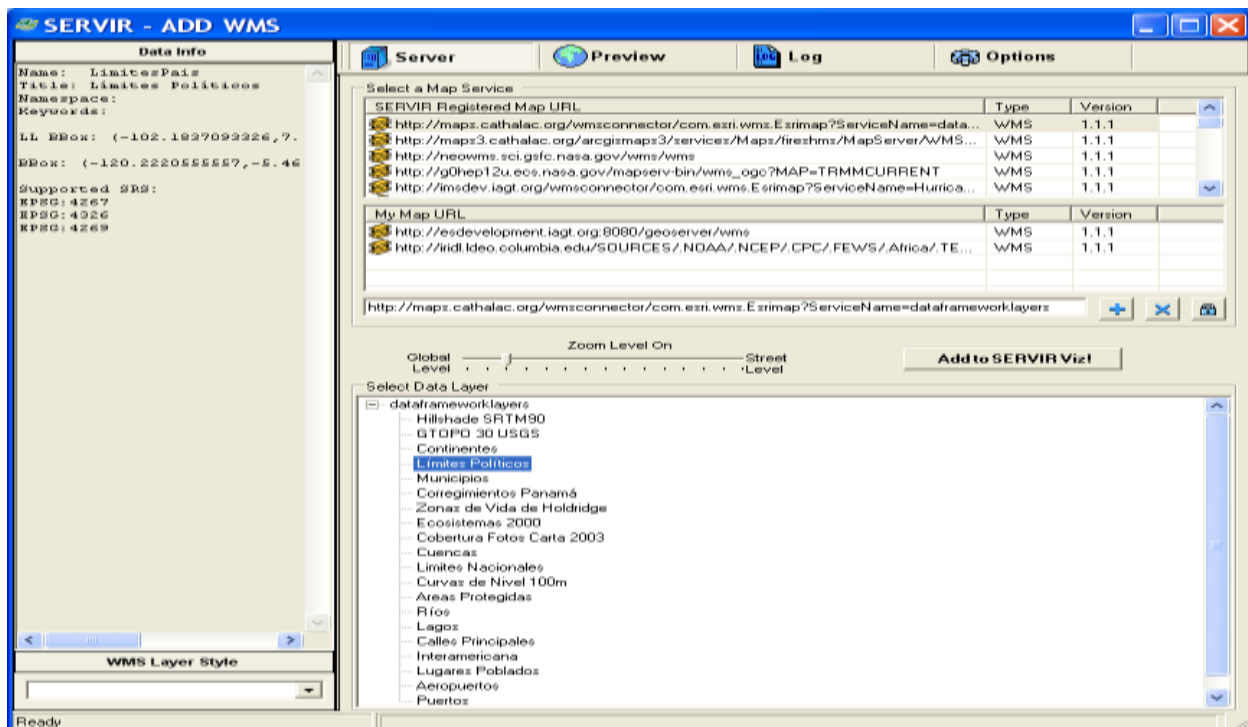 SERVIR - ADD WMS
Data Info
Name: LimitesPais
Title: Límites Políticos
Namespace:
Keywords:
LL BBox: (-102.1837093326,7.
BBox: (-120.2220555557,-5.46
Supported SRS:
EPSG:4267
EPSG:4326
EPSG:4269
WMS Layer Style
Ready
Server
Preview
Log
Options
Select a Map Service
SERVIR Registered Map URL Type Version
http://maps.cathalac.org/wmsconnector/com.esri.wms.Esrimap?ServiceName=data... WMS 1.1.1
http://maps3.cathalac.org/arcgismaps3/services/Maps/fireshms/MapServer/WMS... WMS 1.1.1
http://neowms.sci.gsfc.nasa.gov/wms/wms WMS 1.1.1
http://g0hep12u.ecs.nasa.gov/mapserv-bin/wms_ogc?MAP=TRMMCURRENT WMS 1.1.1
http://imsdev.iagt.org/wmsconnector/com.esri.wms.Esrimap?ServiceName=Hurrica... WMS 1.1.1
My Map URL Type Version
http://esdevelopment.iagt.org:8080/geoserver/wms WMS 1.1.1
http://iridl.ldeo.columbia.edu/SOURCES/.NOAA/.NCEP/.CPC/.FEWS/.Africa/.TE... WMS 1.1.1
http://maps.cathalac.org/wmsconnector/com.esri.wms.Esrimap?ServiceName=dataframeworklayers
Zoom Level On
Global Level
Street Level
Add to SERVIR Viz!
Select Data Layer
dataframeworklayers
Hillshade SRTM90
GTOPO 30 USGS
Continentes
Límites Políticos
Municipios
Corregimientos Panamá
Zonas de Vida de Holdridge
Ecosistemas 2000
Cobertura Fotos Carta 2003
Cuencas
Limites Nacionales
Curvas de Nivel 100m
Areas Protegidas
Ríos
Lagos
Calles Principales
Interamericana
Lugares Poblados
Aeropuertos
Puertos